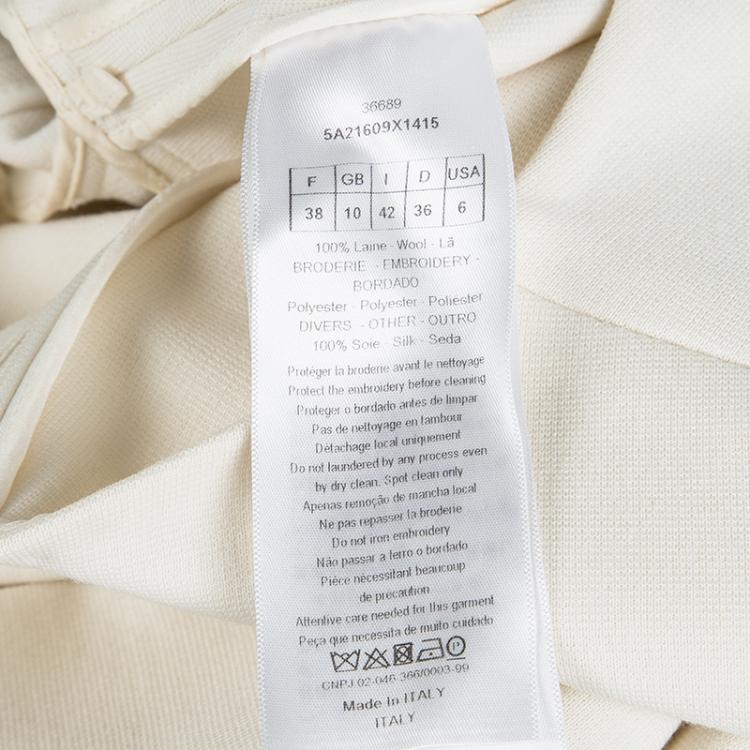 36689
5A21609X1415
F GB I D USA
38 10 42 36 6
100% Laine - Wool - Lã
BRODERIE - EMBROIDERY -
BORDADO
Polyester - Polyester - Poliester
DIVERS - OTHER - OUTRO
100% Soie - Silk - Seda
Protéger la broderie avant le nettoyage
Protect the embroidery before cleaning
Proteger o bordado antes de limpar
Pas de nettoyage en tambour
Détachage local uniquement
Do not laundered by any process even
by dry clean. Spot clean only
Apenas remoção de mancha local
Ne pas repasser la broderie
Do not iron embroidery
Não passar a ferro o bordado
Pièce nécessitant beaucoup
de precaution
Attentive care needed for this garment
Peça que necessita de muito cuidado
P
CNPJ 02-046-366/0003-99
Made in ITALY
ITALY